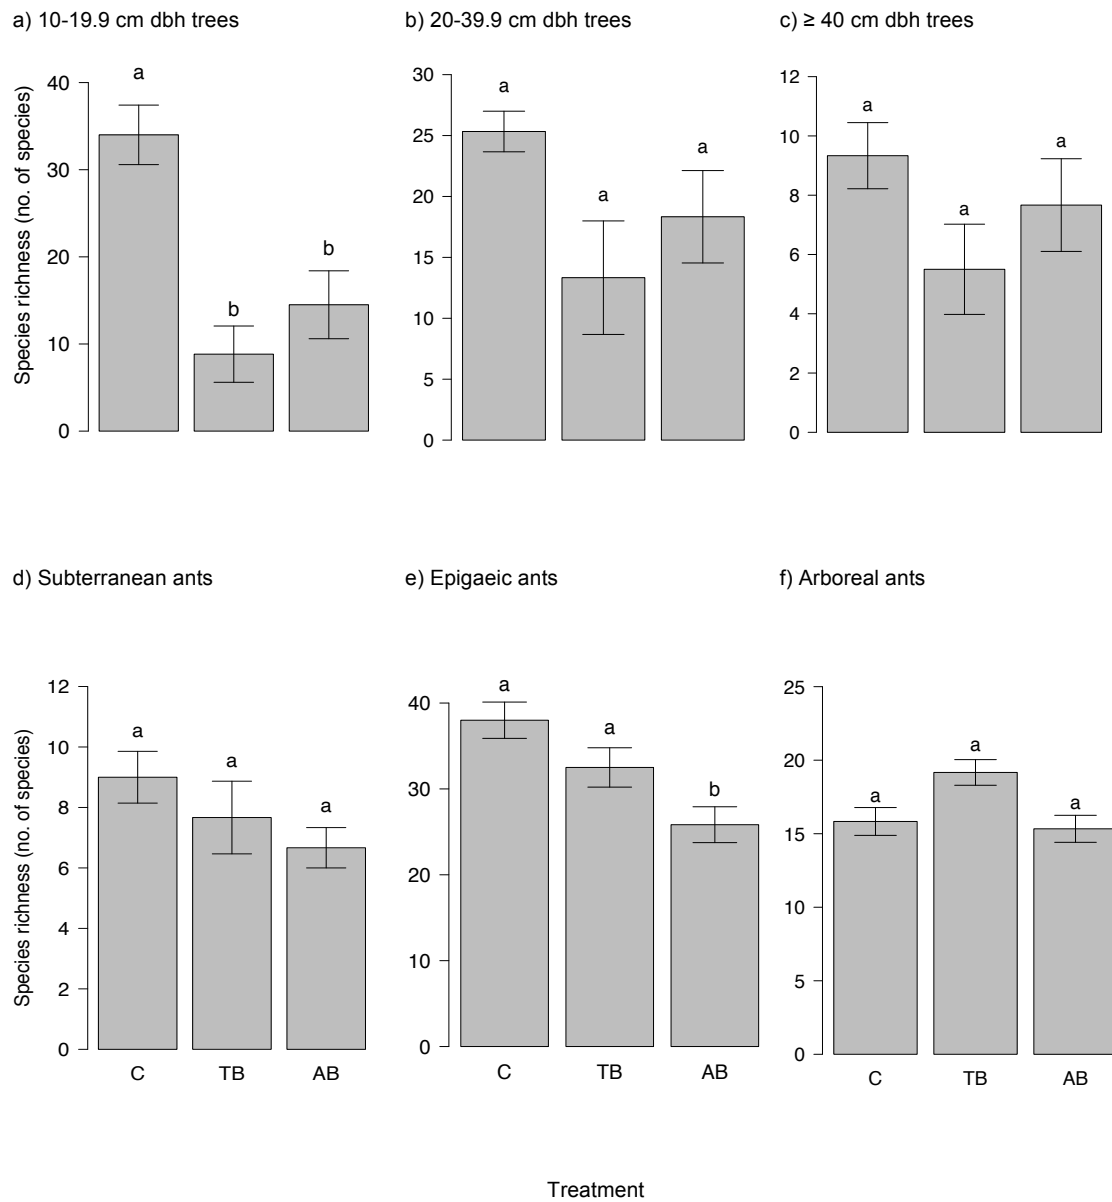 a) 10-19.9 cm dbh trees
b) 20-39.9 cm dbh trees
c) ≥ 40 cm dbh trees
Species richness (no. of species)
40
30
20
10
0
a
b
b
30
25
20
15
10
5
0
a
a
a
12
10
8
6
4
2
0
a
a
a
d) Subterranean ants
e) Epigaeic ants
f) Arboreal ants
Species richness (no. of species)
12
10
8
6
4
2
0
a
a
a
C TB AB
40
30
20
10
0
a
a
b
C TB AB
25
20
15
10
5
0
a
a
a
C TB AB
Treatment